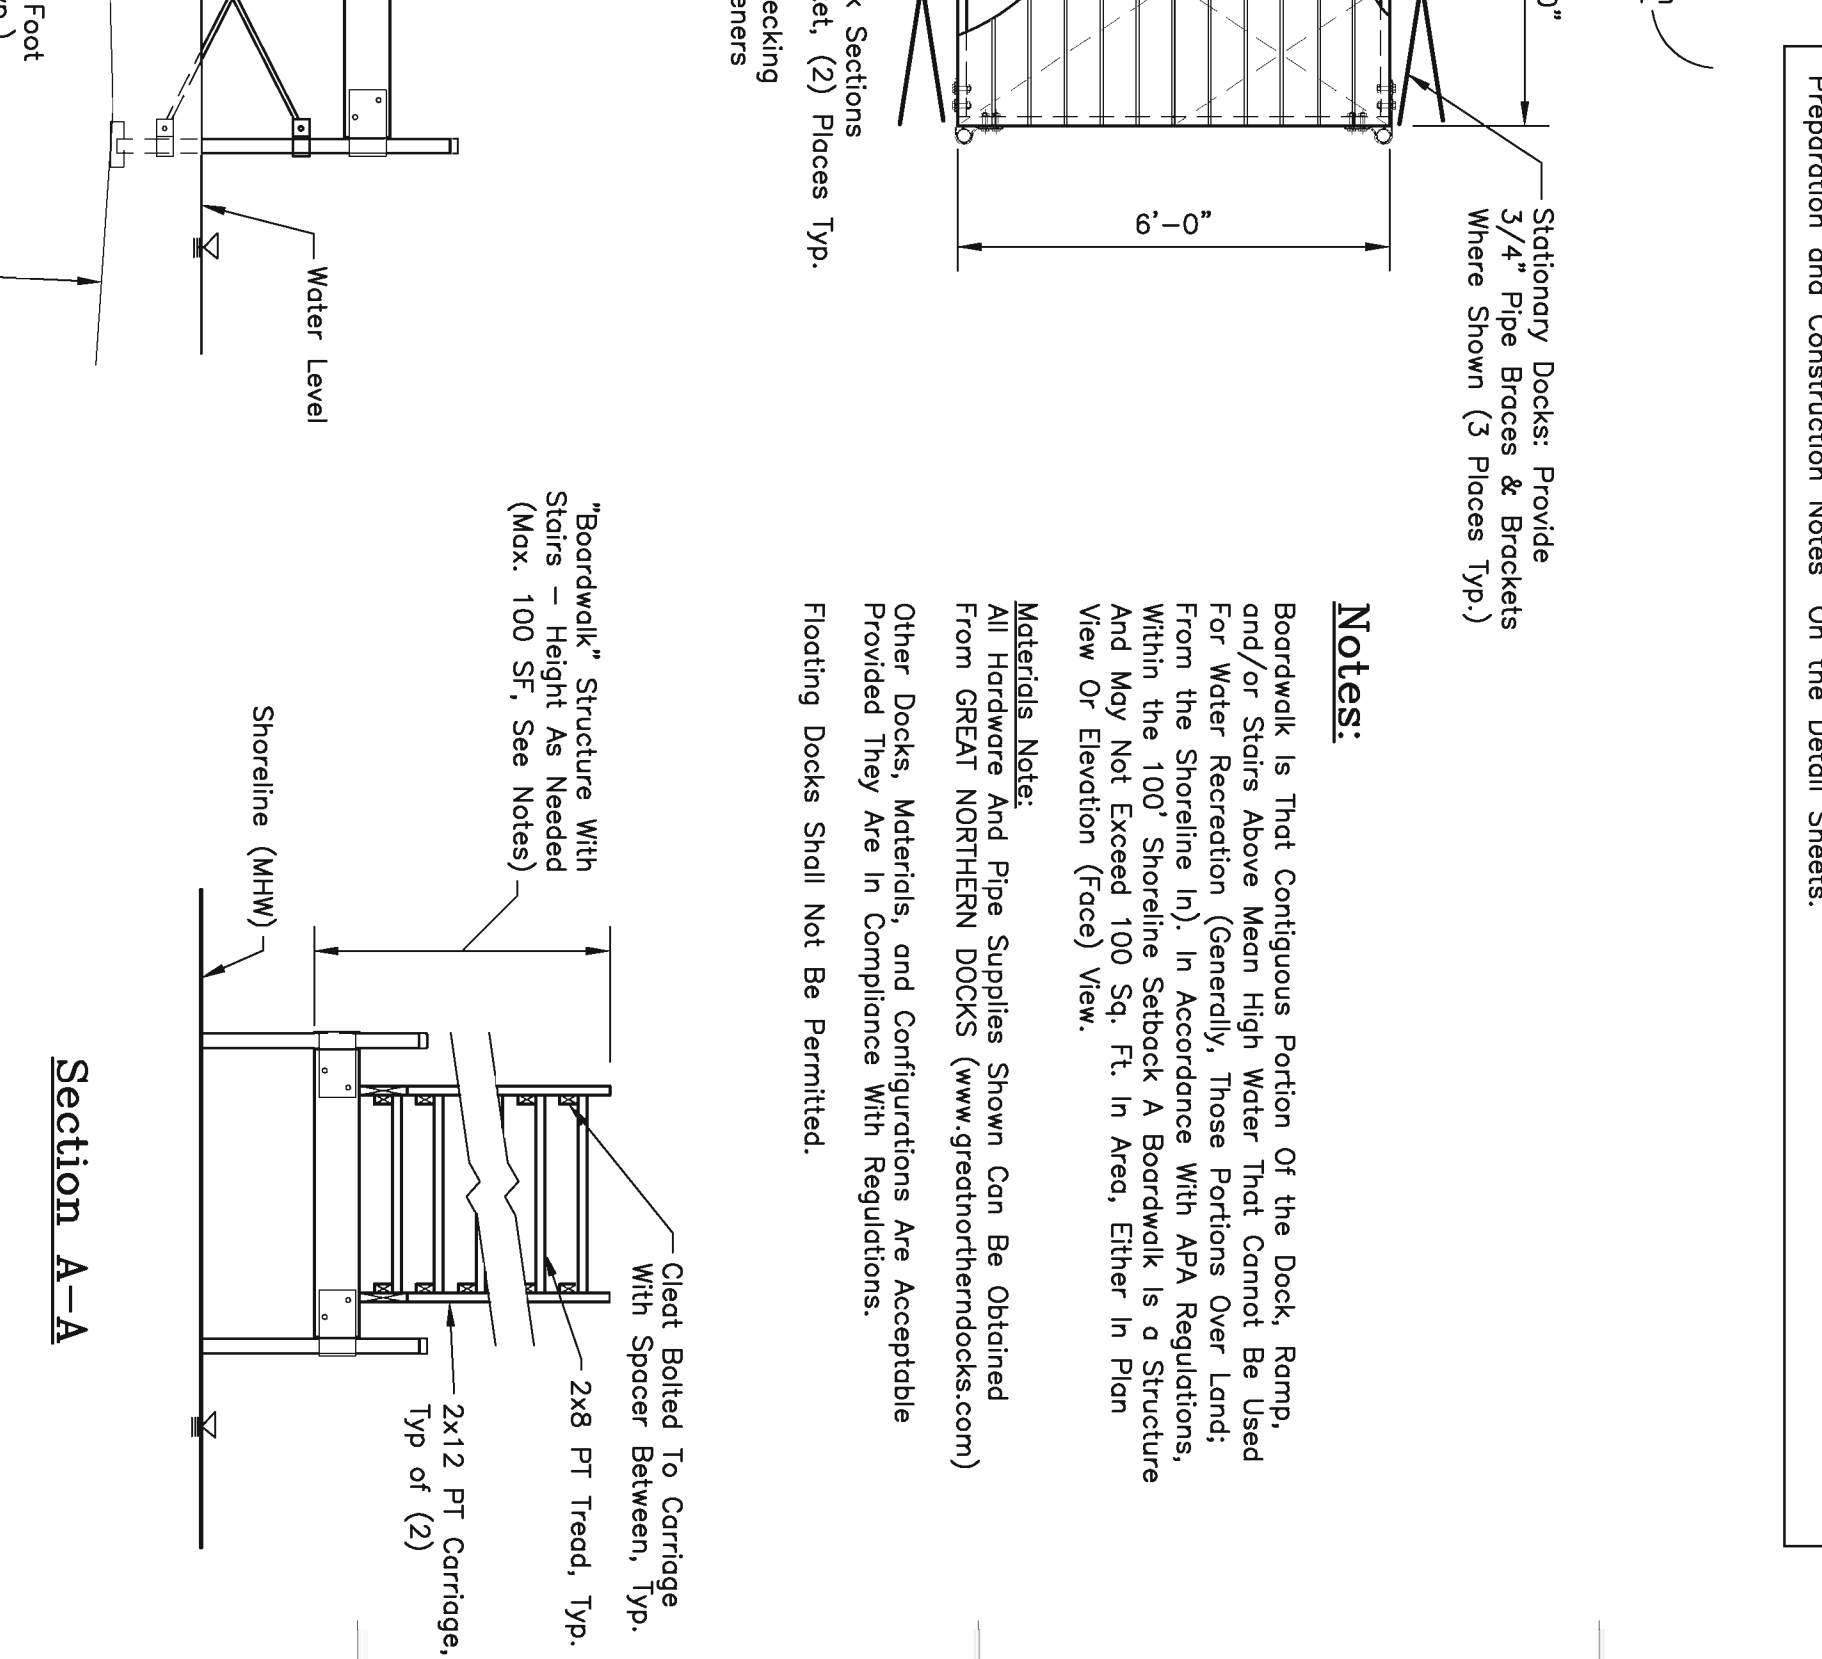 Preparation and Construction Notes On the Detail Sheets.
Stationary Docks: Provide
3/4" Pipe Braces & Brackets
Where Shown (3 Places Typ.)
0"
6'-0"
Sections
(2) Places Typ.
Foot
Water Level
Notes:
Boardwalk Is That Contiguous Portion Of the Dock, Ramp,
and/or Stairs Above Mean High Water That Cannot Be Used
For Water Recreation (Generally, Those Portions Over Land;
From the Shoreline In). In Accordance With APA Regulations,
Within the 100' Shoreline Setback A Boardwalk Is a Structure
And May Not Exceed 100 Sq. Ft. In Area, Either In Plan
View Or Elevation (Face) View.
Materials Note:
All Hardware And Pipe Supplies Shown Can Be Obtained
From GREAT NORTHERN DOCKS (www.greatnortherndocks.com)
Other Docks, Materials, and Configurations Are Acceptable
Provided They Are In Compliance With Regulations.
Floating Docks Shall Not Be Permitted.
"Boardwalk" Structure With
Stairs – Height As Needed
(Max. 100 SF, See Notes)
Shoreline (MHW)
Cleat Bolted To Carriage
With Spacer Between, Typ.
2x8 PT Tread, Typ.
2x12 PT Carriage,
Typ of (2)
Section A-A